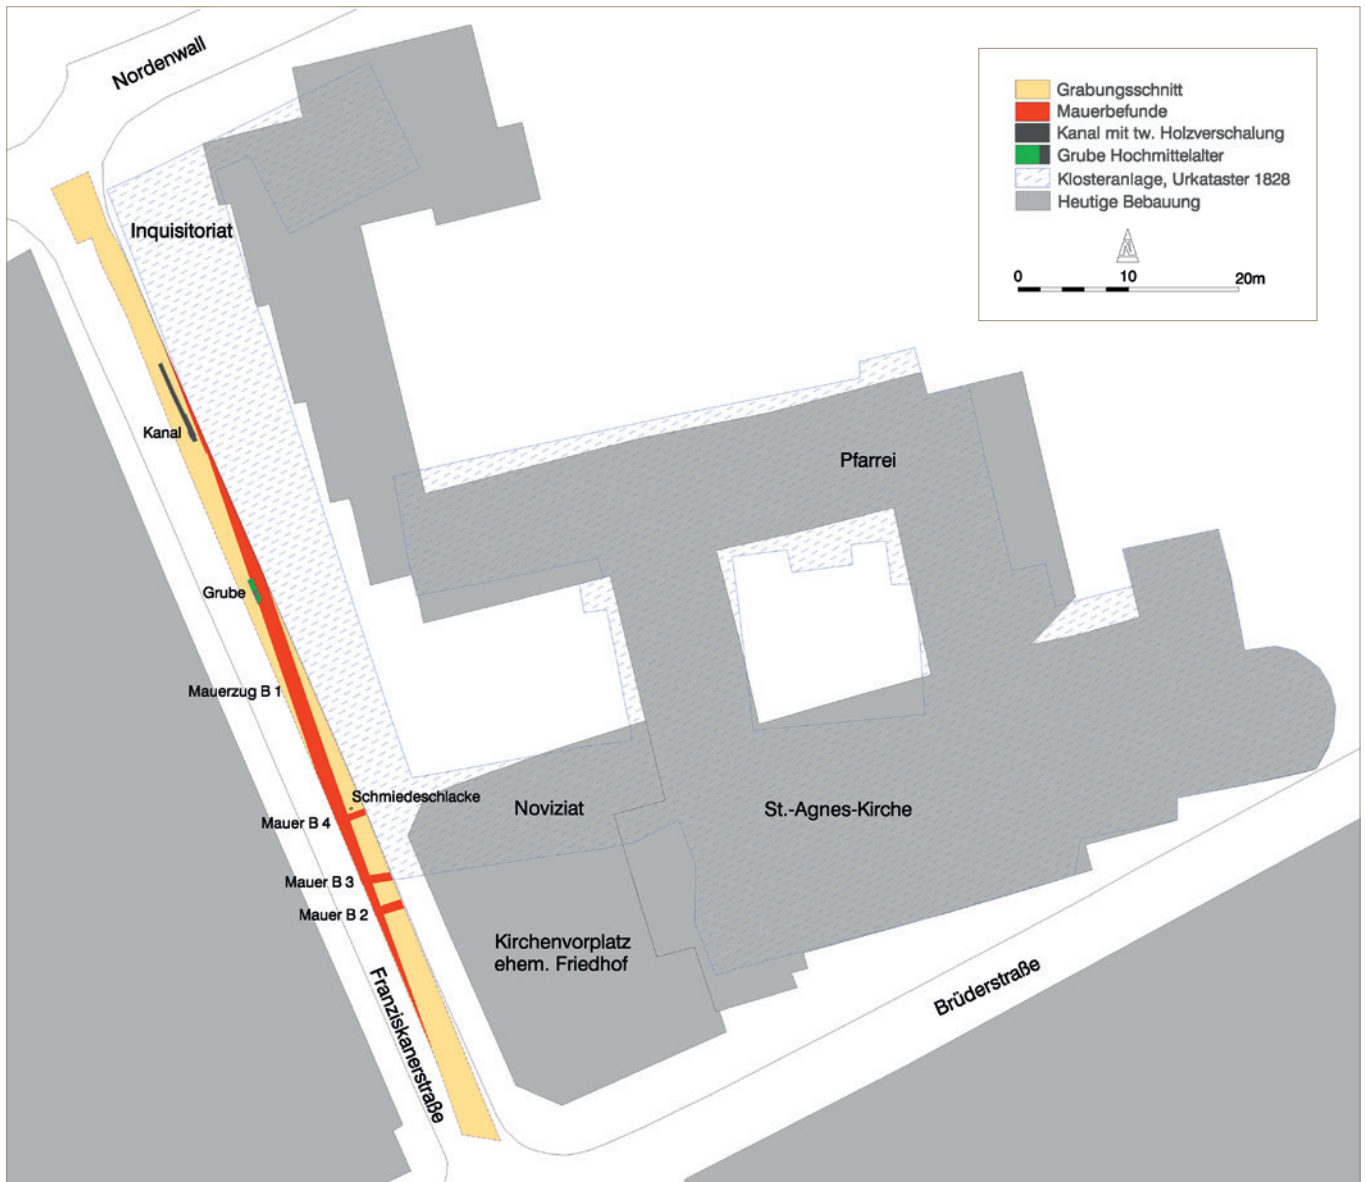 Nordenwall
Grabungsschnitt
Mauerbefunde
Kanal mit tw. Holzverschalung
Grube Hochmittelalter
Klosteranlage, Urkataster 1828
Heutige Bebauung
N
0 10 20m
Inquisitoriat
Kanal
Pfarrei
Grube
Mauerzug B 1
Schmiedeschlacke
Noviziat
St.-Agnes-Kirche
Mauer B 4
Mauer B 3
Mauer B 2
Kirchenvorplatz
ehem. Friedhof
Franziskanerstraße
Brüderstraße